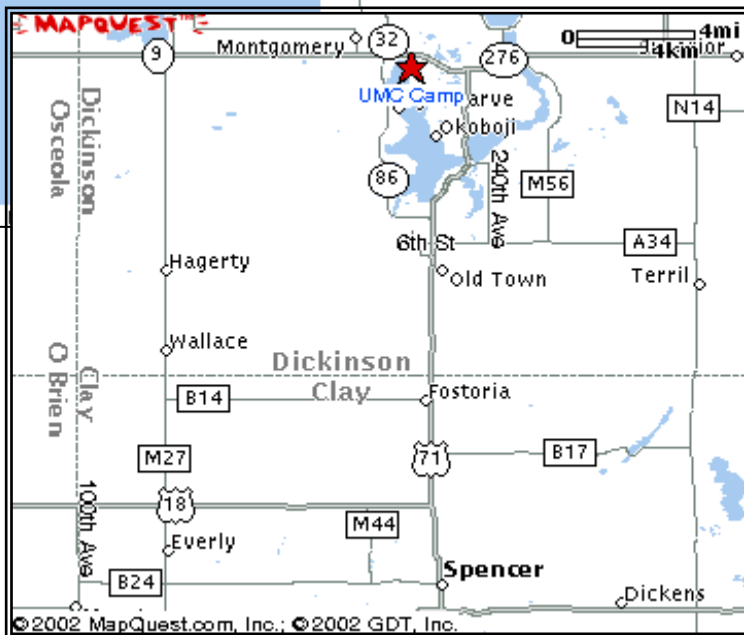 MAPQUEST
Montgomery
32
9
276
0 4mi
4km
UMC Camp
Okoboji
N14
Dickinson
Osceola
86
240th Ave
M56
6th St
A34
Hagerty
Old Town
Terril
Wallace
Dickinson
Clay
O Brien
Clay
B14
Fostoria
M27
71
B17
18
100th Ave
M44
Everly
Spencer
B24
Dickens
©2002 MapQuest.com, Inc.; ©2002 GDT, Inc.